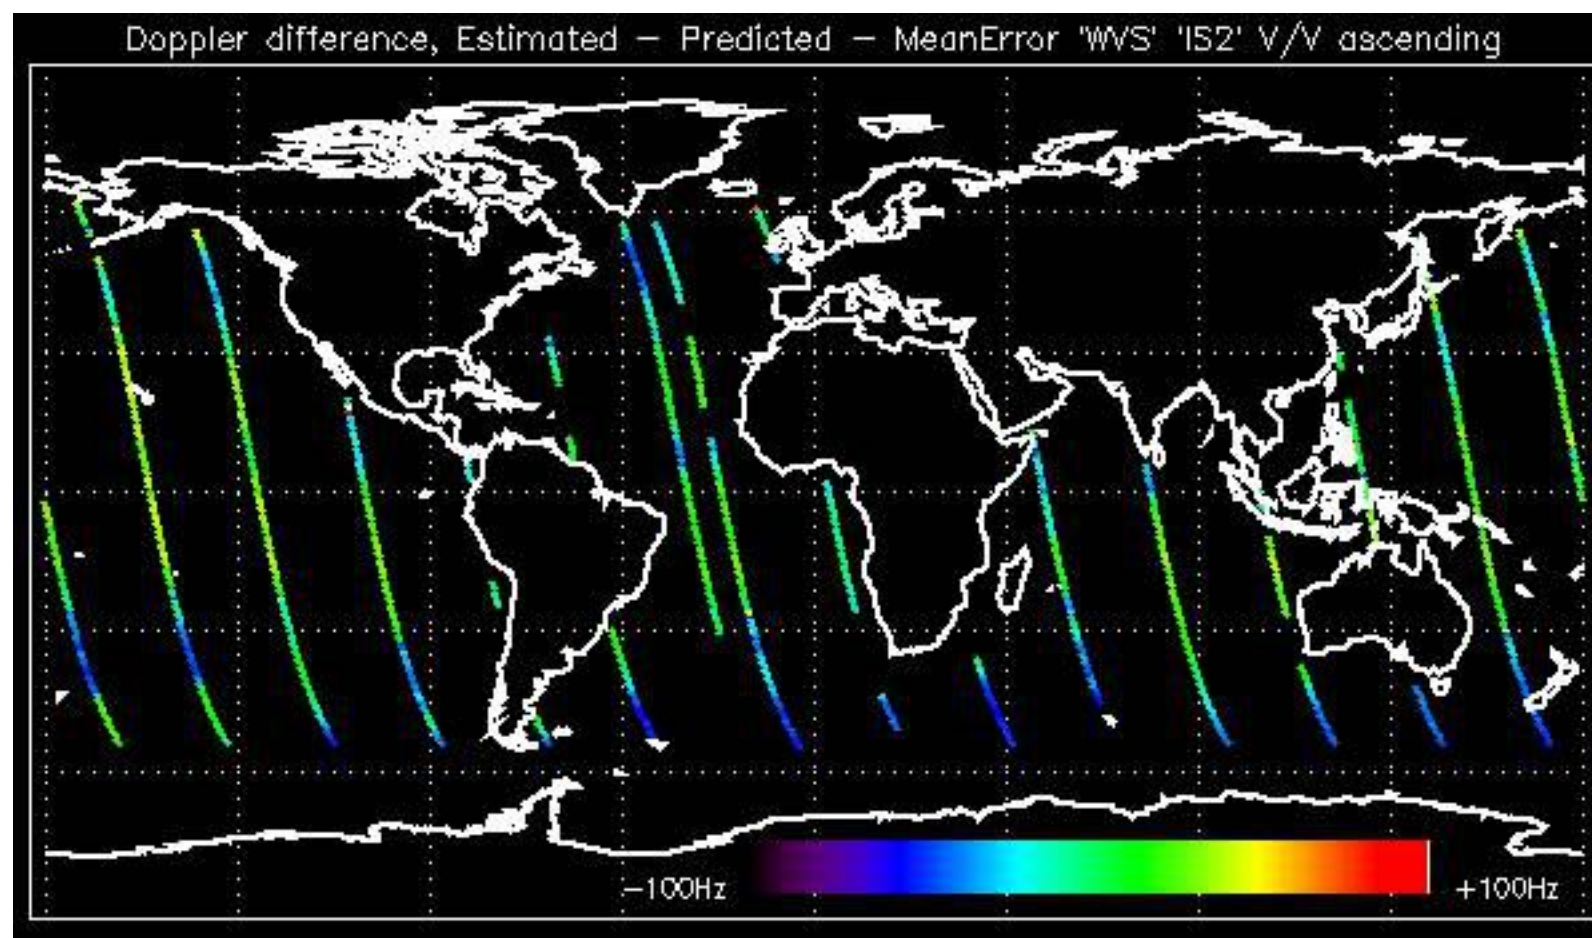 Doppler difference, Estimated – Predicted – MeanError 'WVS' 'IS2' V/V ascending
-100Hz +100Hz